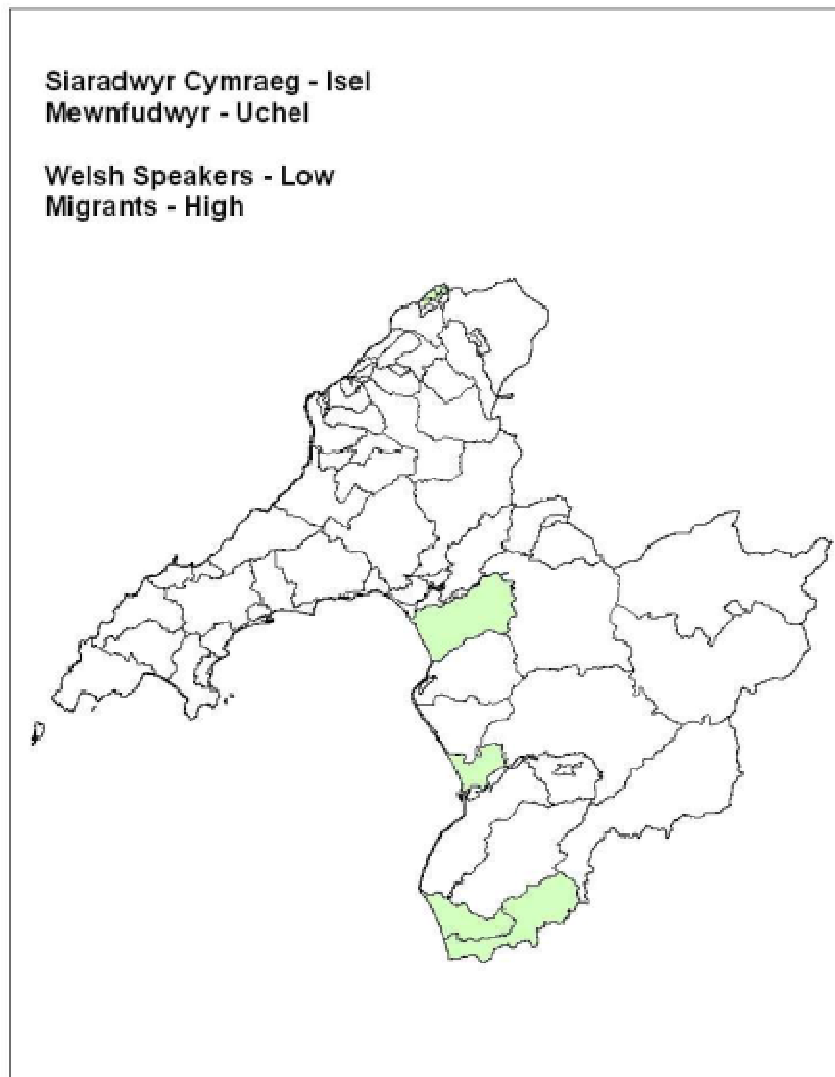 Siaradwyr Cymraeg - Isel
Mewnfudwyr - Uchel
Welsh Speakers - Low
Migrants - High